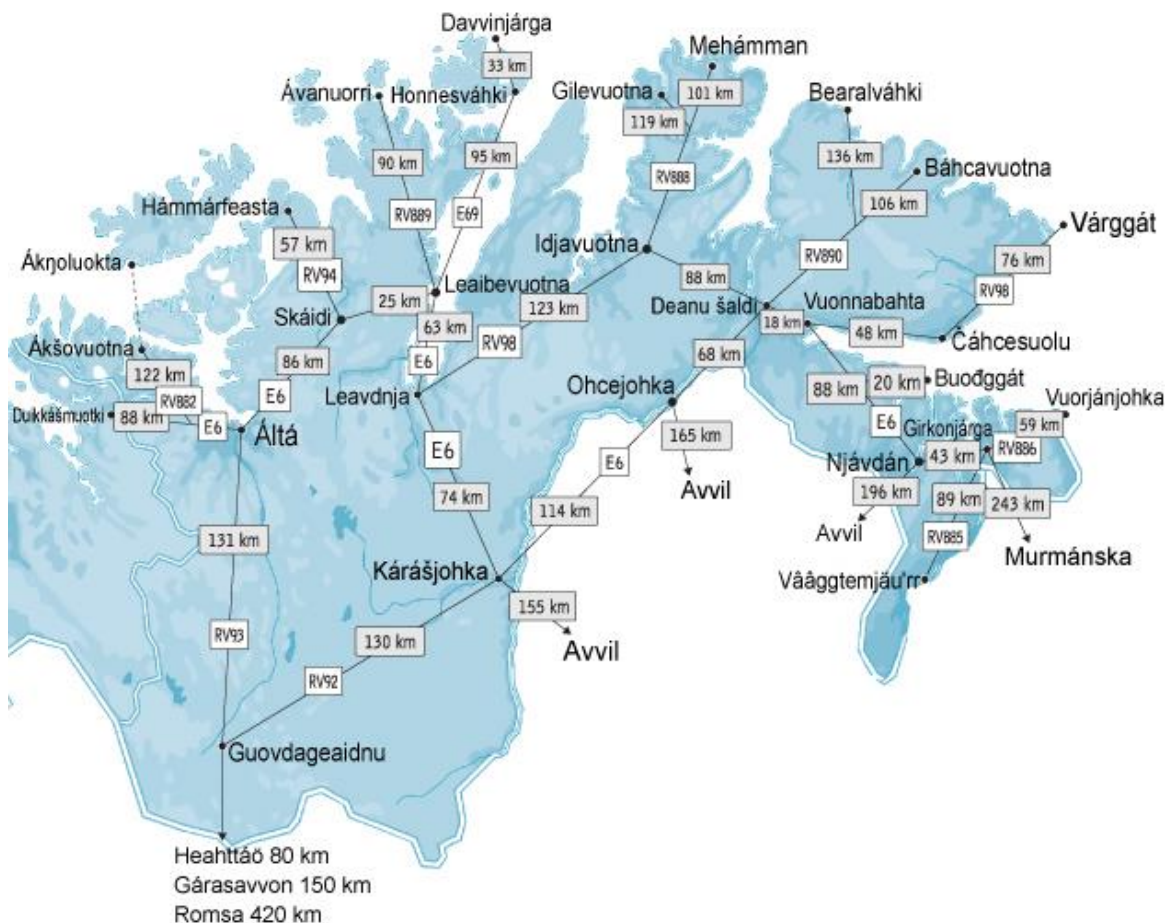 Davvinjárga
33 km
Mehámman
Ávanuorri
Honnesváhki
Gilevuotna
101 km
Bearalváhki
119 km
90 km
95 km
136 km
Báhcavuotna
RV888
106 km
Hámmárfeasta
RV889
E69
Várggát
57 km
Idjavuotna
RV890
76 km
Ákŋoluokta
RV94
88 km
RV98
Leaibevuotna
25 km
123 km
Deanu šaldi
Vuonnabahta
Skáidi
63 km
18 km
48 km
Čáhcesuolu
Ákšovuotna
86 km
E6
RV98
68 km
122 km
Ohcejohka
88 km
20 km
Buođggát
RV882
E6
Leavdnja
Duikkášmuotki
88 km
E6
Áltá
165 km
E6
Girkonjárga
59 km
Vuorjánjohka
E6
E6
Njávdán
43 km
RV886
Avvil
196 km
89 km
243 km
74 km
114 km
Avvil
RV885
131 km
Murmánska
Kárášjohka
Vââggtemjäu'rr
155 km
RV93
130 km
Avvil
RV92
Guovdageaidnu
Heahttáö 80 km
Gárasavvon 150 km
Romsa 420 km